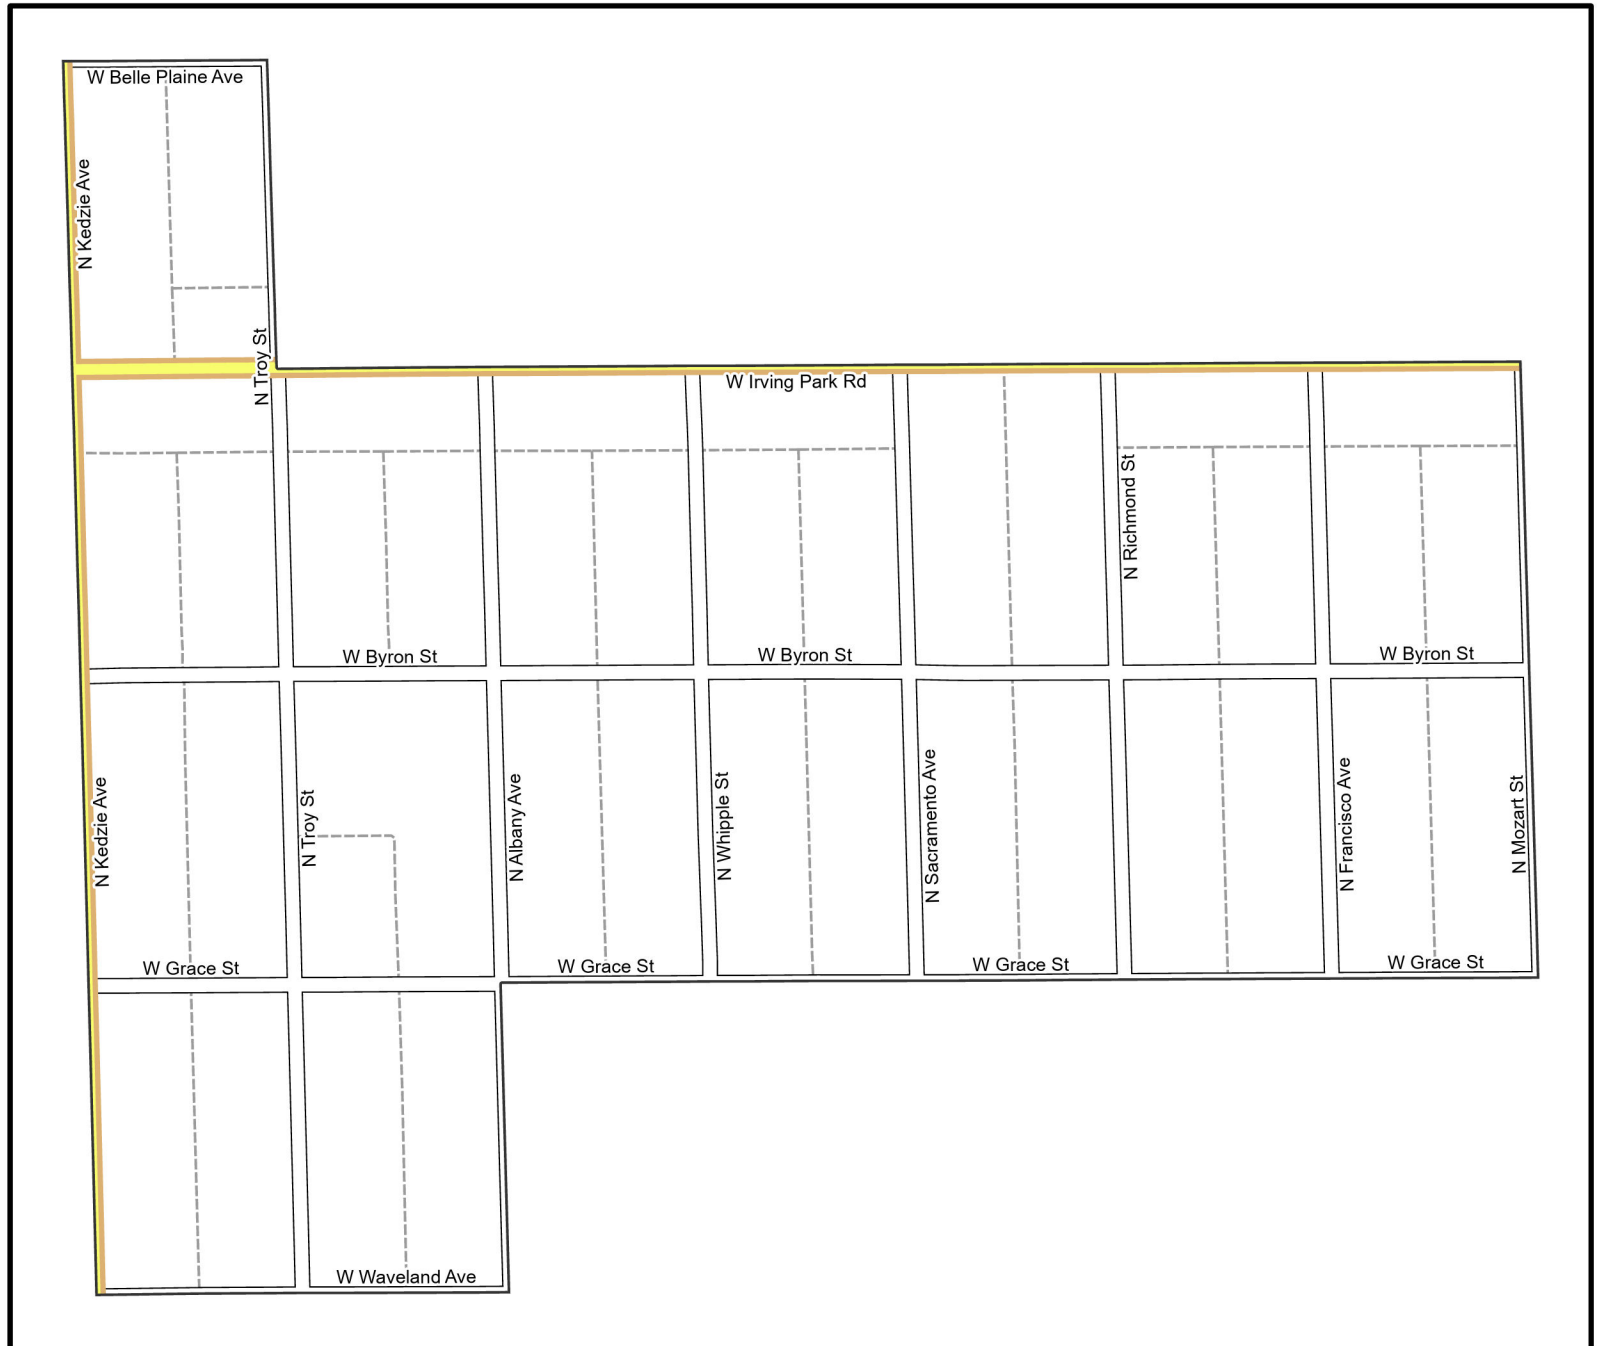 W Belle Plaine Ave
N Kedzie Ave
N Troy St
W Irving Park Rd
N Richmond St
W Byron St
W Byron St
W Byron St
N Kedzie Ave
N Troy St
N Albany Ave
N Whipple St
N Sacramento Ave
N Francisco Ave
N Mozart St
W Grace St
W Grace St
W Grace St
W Grace St
W Waveland Ave